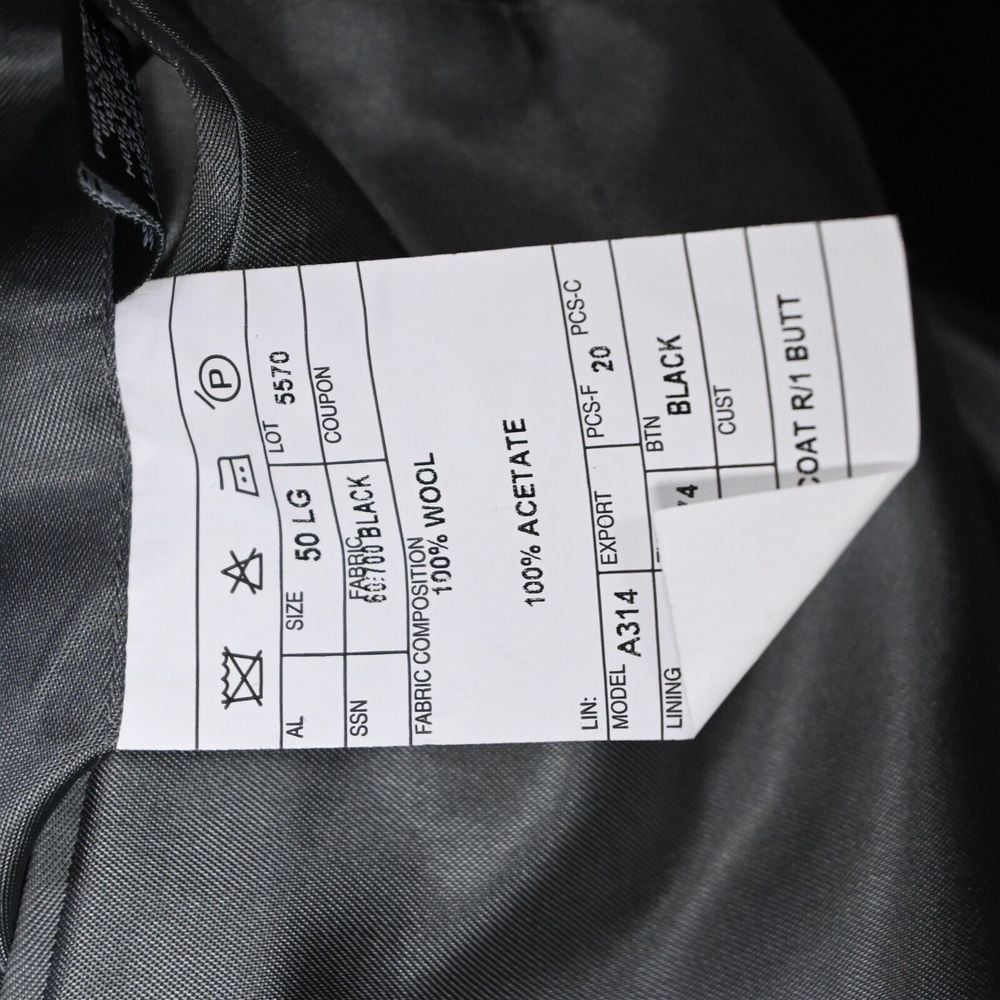 P
AL SIZE 50 LG LOT 5570
SSN FABRIC BLACK COUPON
FABRIC COMPOSITION
100% WOOL
100% ACETATE
LIN:
MODEL A314 EXPORT PCS-F 20 PCS-C
LINING BTN BLACK
CUST
COAT R/1 BUTT